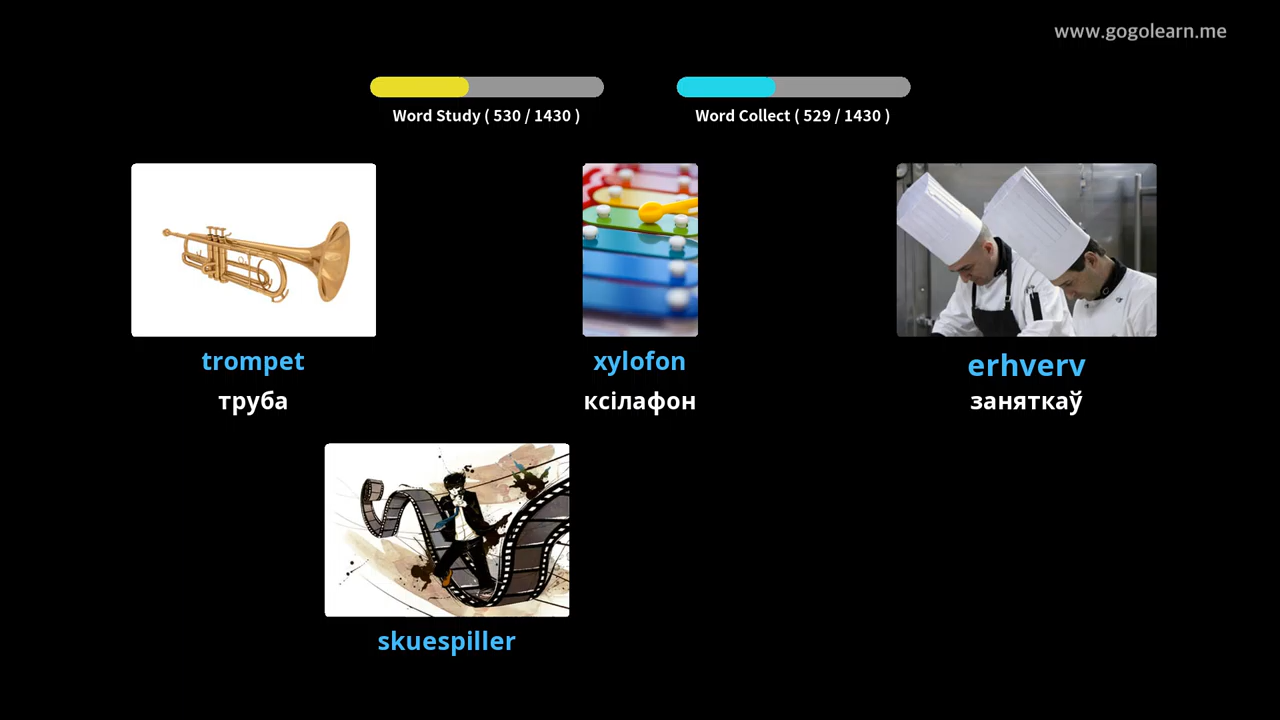 www.gogolearn.me
Word Study ( 530 / 1430 )
Word Collect ( 529 / 1430 )
trompet
xylofon
erhverv
труба
ксілафон
заняткаў
skuespiller